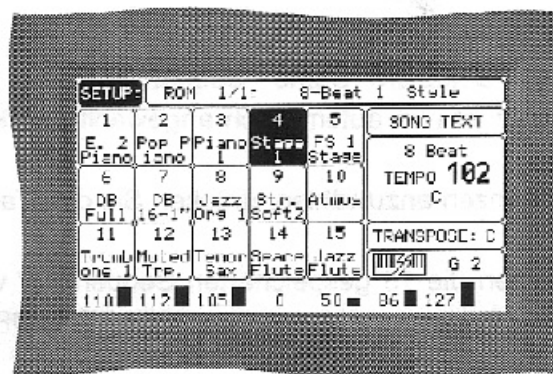 SETUP: ROM 1/1: 8-Beat 1 Style
1 2 3 4 5 SONG TEXT
E. 2 Piano Pop P iano Piano 1 Stage 1 FS 1 Stage
8 Beat
TEMPO 102
C
6 7 8 9 10
DB Full DB 16-1" Jazz Org 1 Str. Soft2 Atmos
11 12 13 14 15 TRANSPOSE: C
Tromb one 1 Muted Trp. Tenor Sax Space Flute Jazz Flute
G 2
110 112 105 0 50 86 127